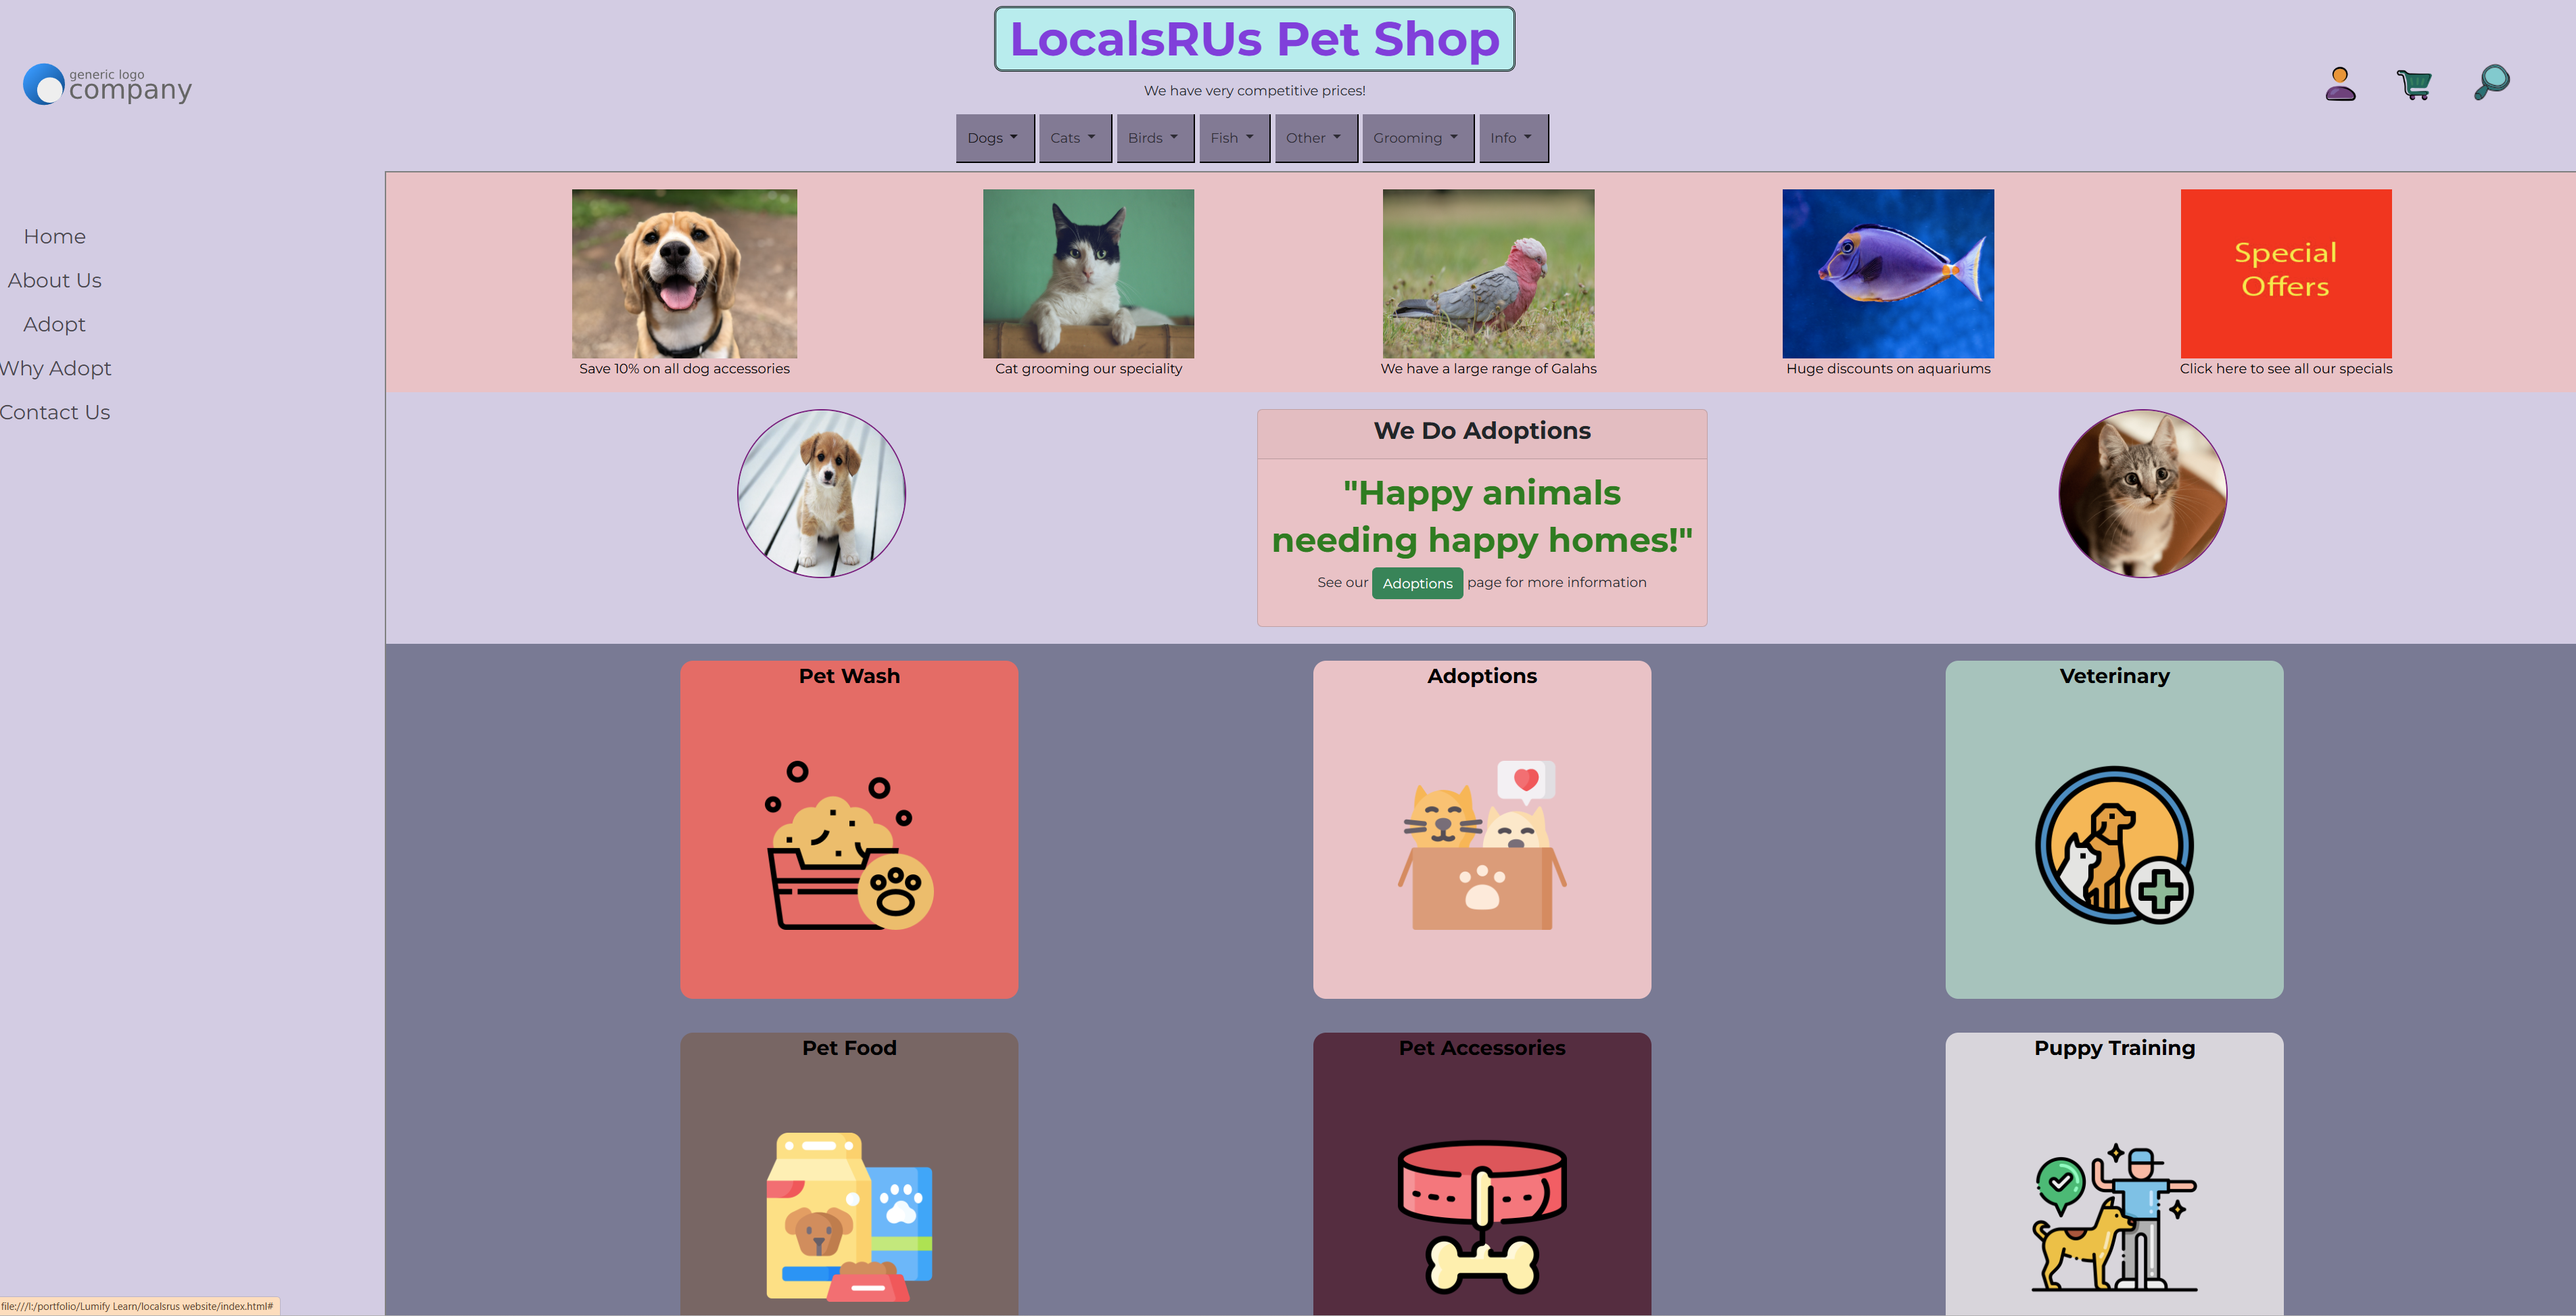 LocalsRUs Pet Shop
generic logo
company
We have very competitive prices!
Dogs Cats Birds Fish Other Grooming Info
Home
About Us
Adopt
Why Adopt
Contact Us
Special
Offers
Save 10% on all dog accessories
Cat grooming our speciality
We have a large range of Galahs
Huge discounts on aquariums
Click here to see all our specials
We Do Adoptions
"Happy animals
needing happy homes!"
See our Adoptions page for more information
Pet Wash
Adoptions
Veterinary
Pet Food
Pet Accessories
Puppy Training
file:///I:/portfolio/Lumify Learn/localsrus website/index.html#